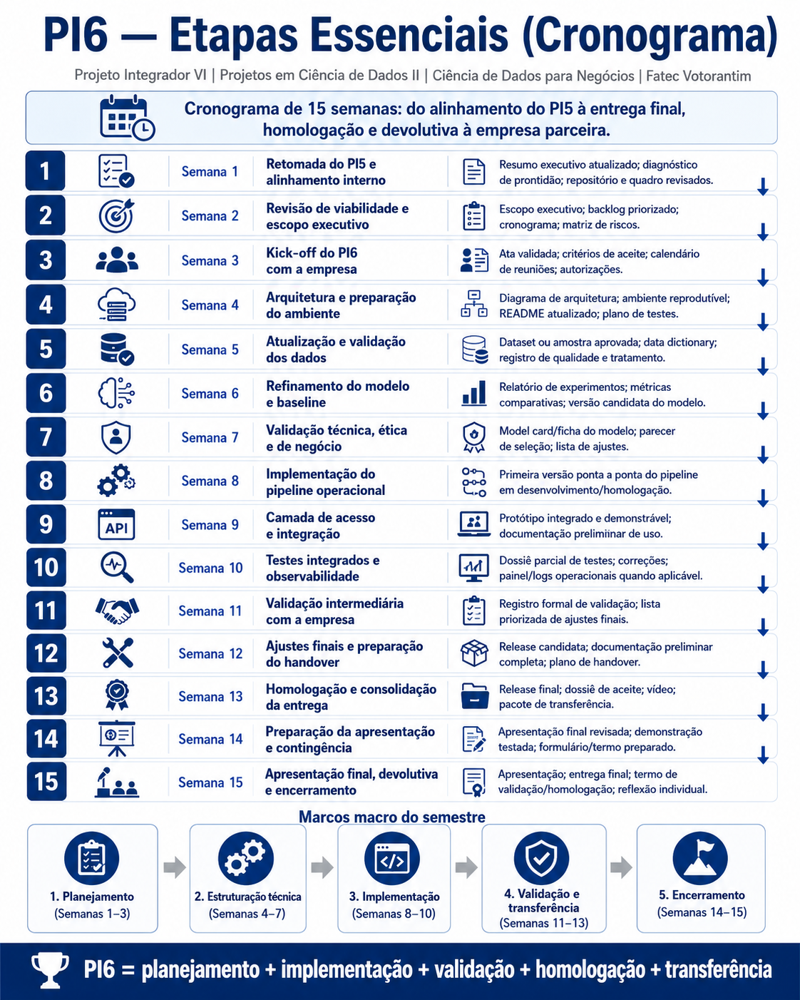 PI6 — Etapas Essenciais (Cronograma)
Projeto Integrador VI | Projetos em Ciência de Dados II | Ciência de Dados para Negócios | Fatec Votorantim
Cronograma de 15 semanas: do alinhamento do PI5 à entrega final,
homologação e devolutiva à empresa parceira.
1
Semana 1
Retomada do PI5 e
alinhamento interno
Resumo executivo atualizado; diagnóstico
de prontidão; repositório e quadro revisados.
2
Semana 2
Revisão de viabilidade e
escopo executivo
Escopo executivo; backlog priorizado;
cronograma; matriz de riscos.
3
Semana 3
Kick-off do PI6
com a empresa
Ata validada; critérios de aceite; calendário
de reuniões; autorizações.
4
Semana 4
Arquitetura e preparação
do ambiente
Diagrama de arquitetura; ambiente reprodutível;
README atualizado; plano de testes.
5
Semana 5
Atualização e validação
dos dados
Dataset ou amostra aprovada; data dictionary;
registro de qualidade e tratamento.
6
Semana 6
Refinamento do modelo
e baseline
Relatório de experimentos; métricas
comparativas; versão candidata do modelo.
7
Semana 7
Validação técnica, ética
e de negócio
Model card/ficha do modelo; parecer
de seleção; lista de ajustes.
8
Semana 8
Implementação do
pipeline operacional
Primeira versão ponta a ponta do pipeline
em desenvolvimento/homologação.
9
API
Semana 9
Camada de acesso
e integração
Protótipo integrado e demonstrável;
documentação prelimiinar de uso.
10
Semana 10
Testes integrados e
observabilidade
Dossiê parcial de testes; correções;
painel/logs operacionais quando aplicável.
11
Semana 11
Validação intermediária
com a empresa
Registro formal de validação; lista
priorizada de ajustes finais.
12
Semana 12
Ajustes finais e preparação
do handover
Release candidata; documentação preliminar
completa; plano de handover.
13
Semana 13
Homologação e consolidação
da entrega
Release final; dossiê de aceite; vídeo;
pacote de transferência.
14
Semana 14
Preparação da apresentação
e contingência
Apresentação final revisada; demonstração
testada; formulário/termo preparado.
15
Semana 15
Apresentação final, devolutiva
e encerramento
Apresentação; entrega final; termo de
validação/homologação; reflexão individual.
Marcos macro do semestre
1. Planejamento
(Semanas 1–3)
2. Estruturação técnica
(Semanas 4–7)
</>
3. Implementação
(Semanas 8–10)
4. Validação e
transferência
(Semanas 11–13)
5. Encerramento
(Semanas 14–15)
PI6 = planejamento + implementação + validação + homologação + transferência